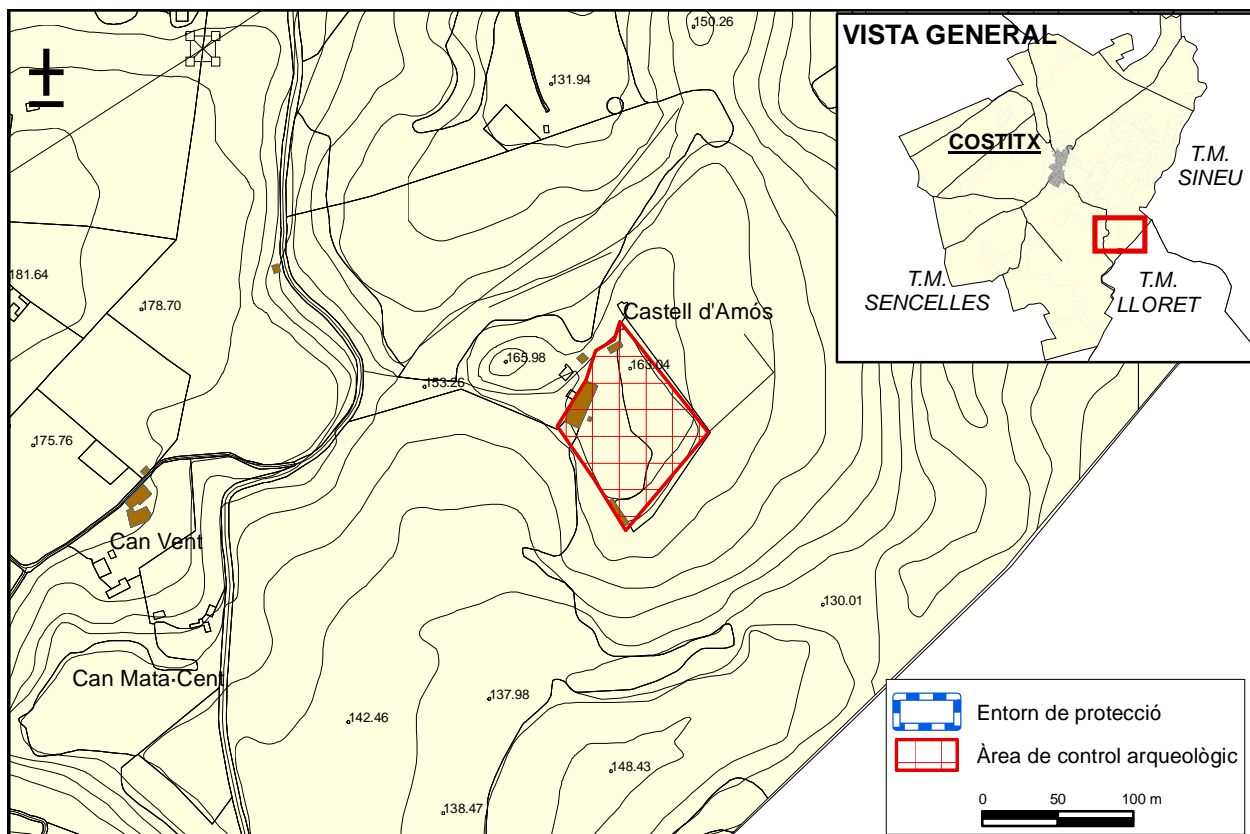 150.26
131.94
VISTA GENERAL
COSTITX
T.M.
SINEU
T.M.
SENCELLES
T.M.
LLORET
181.64
178.70
Castell d'Amós
165.98
163.04
153.26
175.76
Can Vent
130.01
Can Mata·Cent
137.98
142.46
148.43
138.47
Entorn de protecció
Àrea de control arqueològic
0 50 100 m